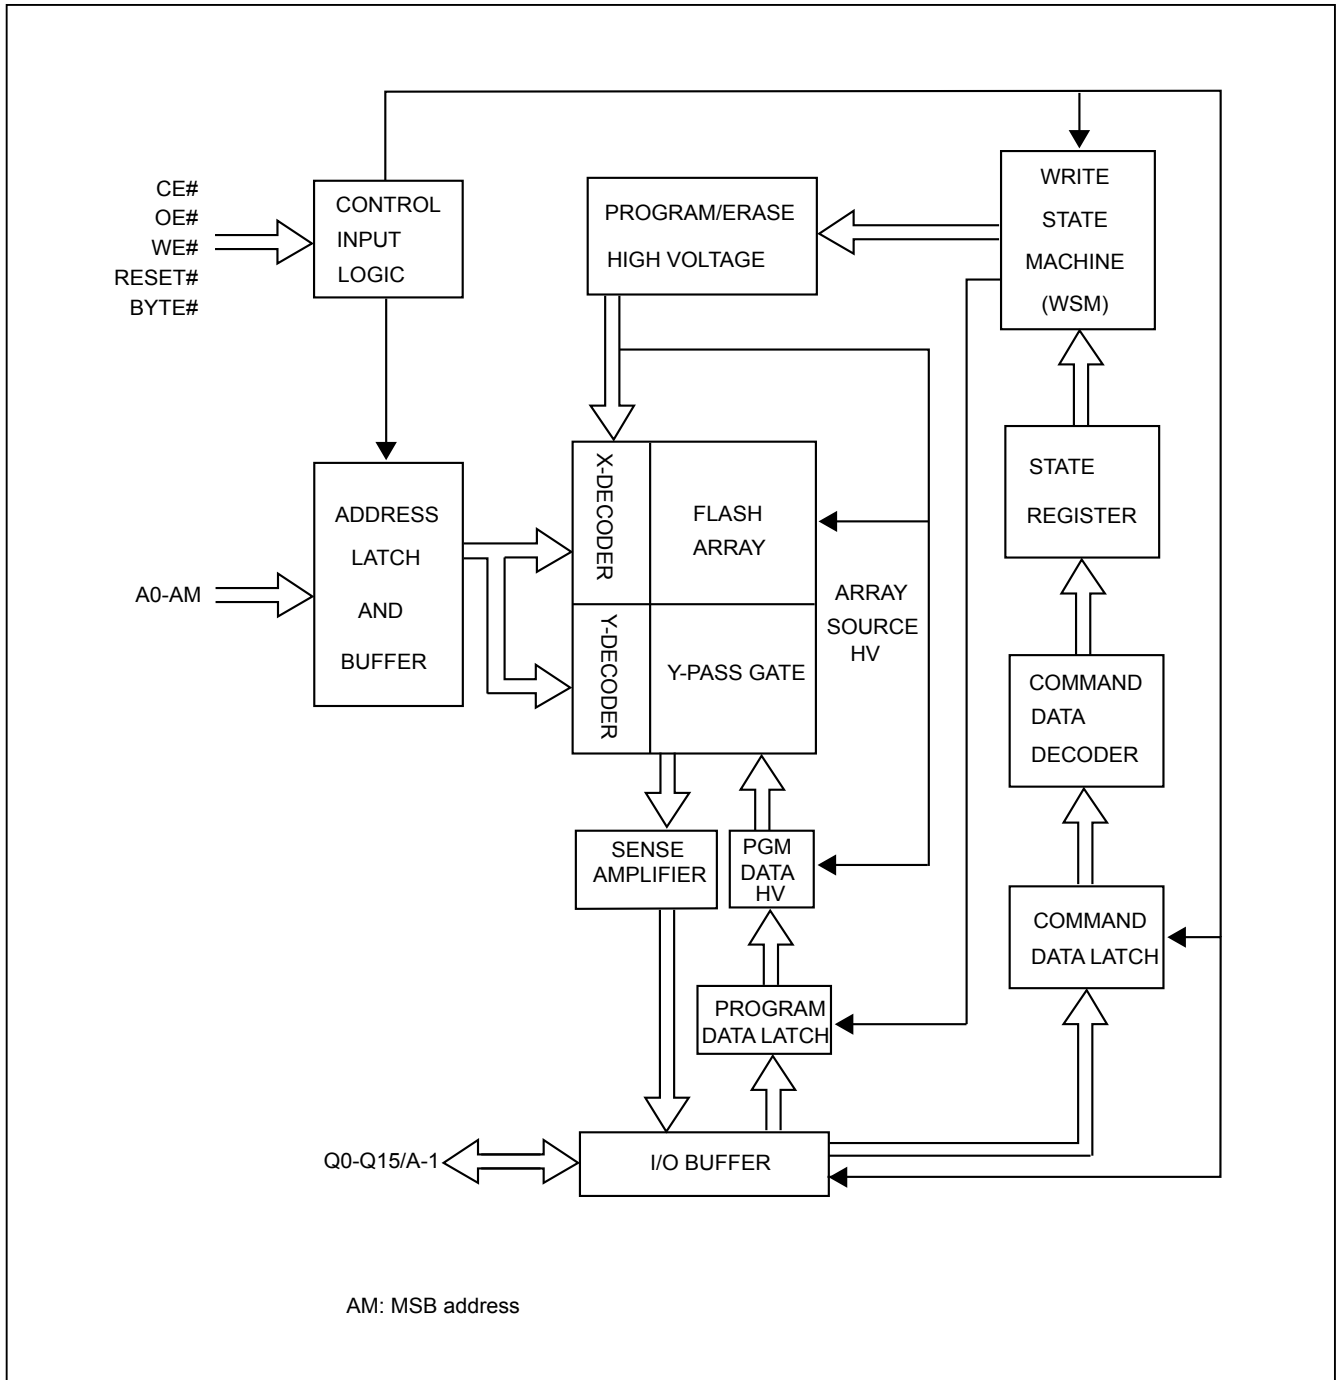 CE#
OE#
WE#
RESET#
BYTE#
CONTROL
INPUT
LOGIC
PROGRAM/ERASE
HIGH VOLTAGE
WRITE
STATE
MACHINE
(WSM)
STATE
REGISTER
A0-AM
ADDRESS
LATCH
AND
BUFFER
X-DECODER
FLASH
ARRAY
Y-DECODER
Y-PASS GATE
ARRAY
SOURCE
HV
COMMAND
DATA
DECODER
SENSE
AMPLIFIER
PGM
DATA
HV
COMMAND
DATA LATCH
PROGRAM
DATA LATCH
Q0-Q15/A-1
I/O BUFFER
AM: MSB address